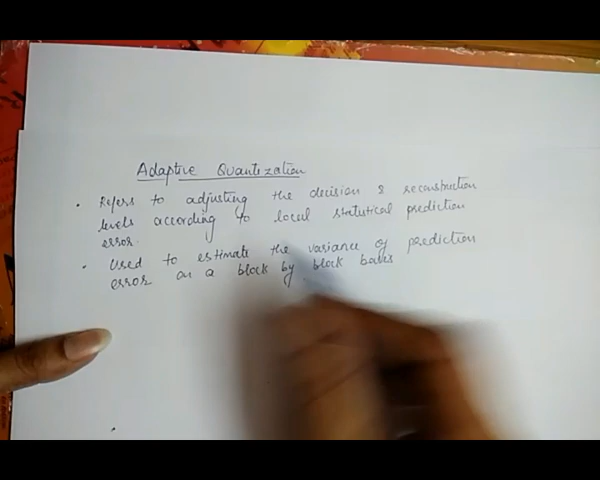 Adaptive Quantization
. Refers to adjusting the decision & reconstruction
levels according to local statistical prediction
error.
. Used to estimate the variance of prediction
error on a block by block basis